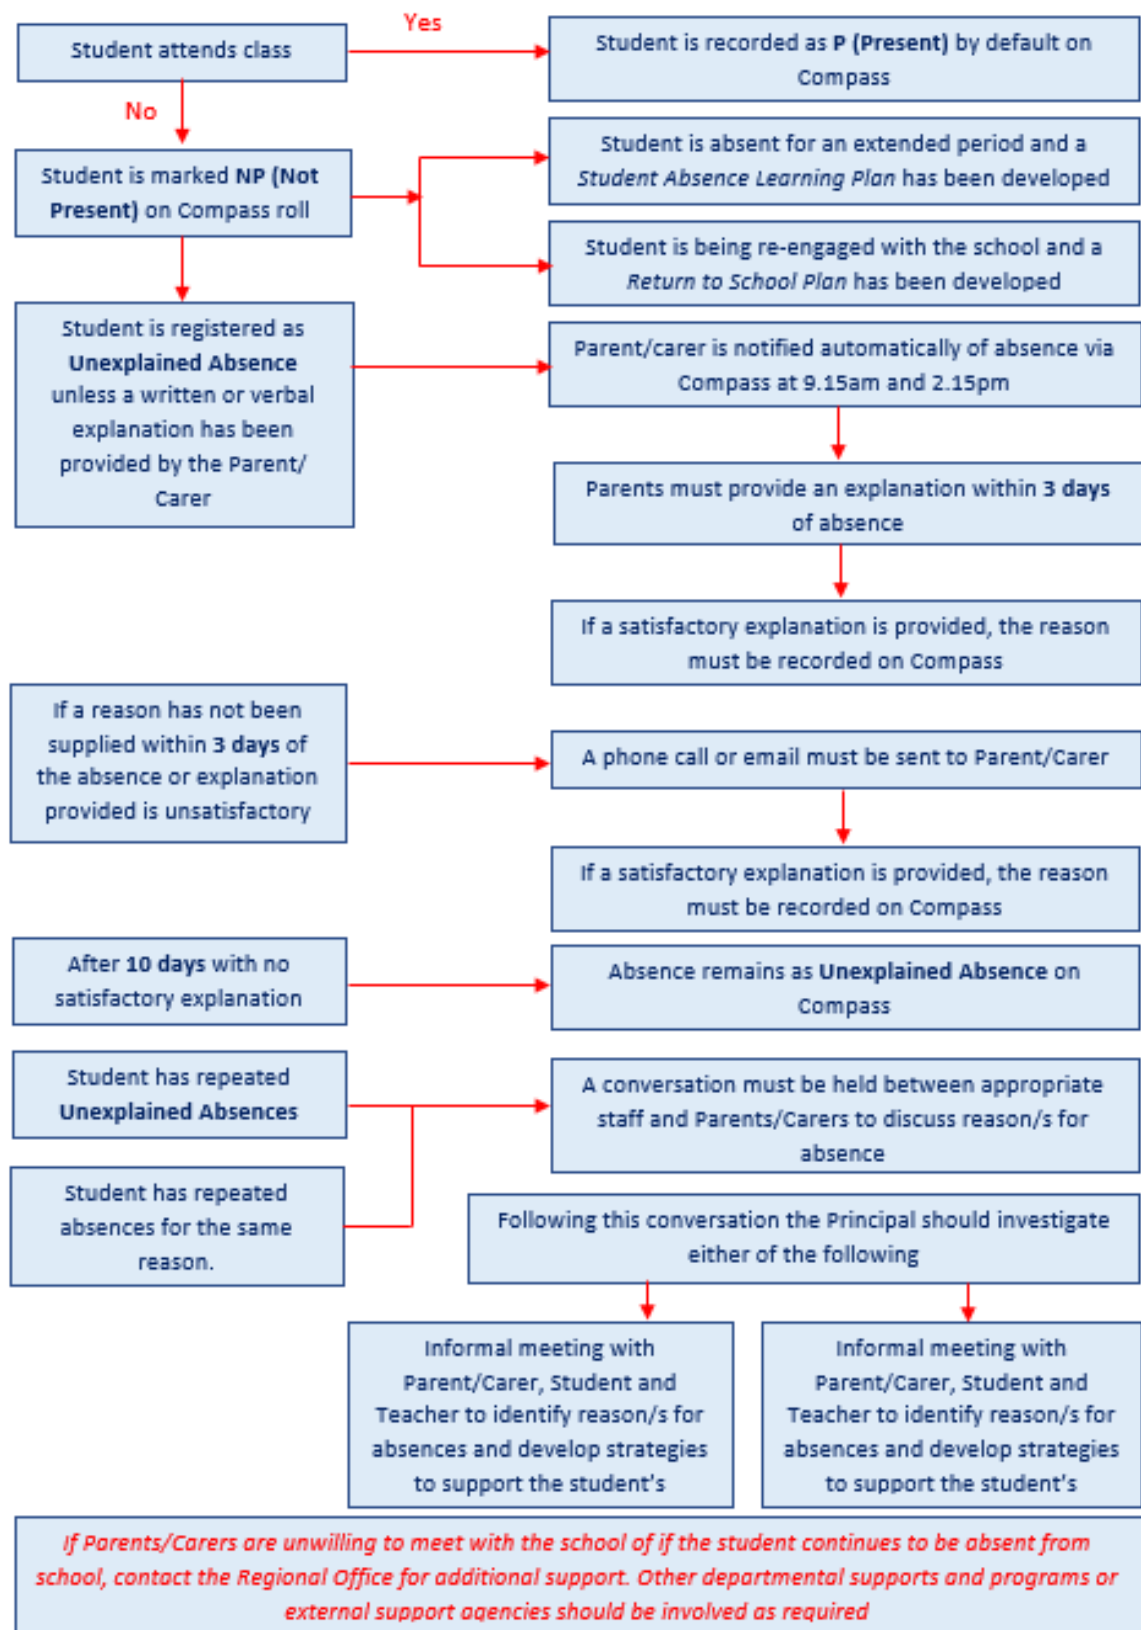 Yes
Student attends class
Student is recorded as P (Present) by default on
Compass
No
Student is marked NP (Not
Present) on Compass roll
Student is absent for an extended period and a
Student Absence Learning Plan has been developed
Student is being re-engaged with the school and a
Return to School Plan has been developed
Student is registered as
Unexplained Absence
unless a written or verbal
explanation has been
provided by the Parent/
Carer
Parent/carer is notified automatically of absence via
Compass at 9.15am and 2.15pm
Parents must provide an explanation within 3 days
of absence
If a satisfactory explanation is provided, the reason
must be recorded on Compass
If a reason has not been
supplied within 3 days of
the absence or explanation
provided is unsatisfactory
A phone call or email must be sent to Parent/Carer
If a satisfactory explanation is provided, the reason
must be recorded on Compass
After 10 days with no
satisfactory explanation
Absence remains as Unexplained Absence on
Compass
Student has repeated
Unexplained Absences
A conversation must be held between appropriate
staff and Parents/Carers to discuss reason/s for
absence
Student has repeated
absences for the same
reason.
Following this conversation the Principal should investigate
either of the following
Informal meeting with
Parent/Carer, Student and
Teacher to identify reason/s for
absences and develop strategies
to support the student's
Informal meeting with
Parent/Carer, Student and
Teacher to identify reason/s for
absences and develop strategies
to support the student's
If Parents/Carers are unwilling to meet with the school of if the student continues to be absent from
school, contact the Regional Office for additional support. Other departmental supports and programs or
external support agencies should be involved as required